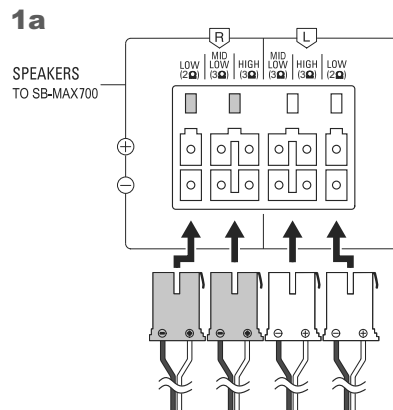 1a
R L
LOW (2Ω) MID LOW (3Ω) HIGH (3Ω) MID LOW (3Ω) HIGH (3Ω) LOW (2Ω)
SPEAKERS
TO SB-MAX700
+
−
− + − + − + − +